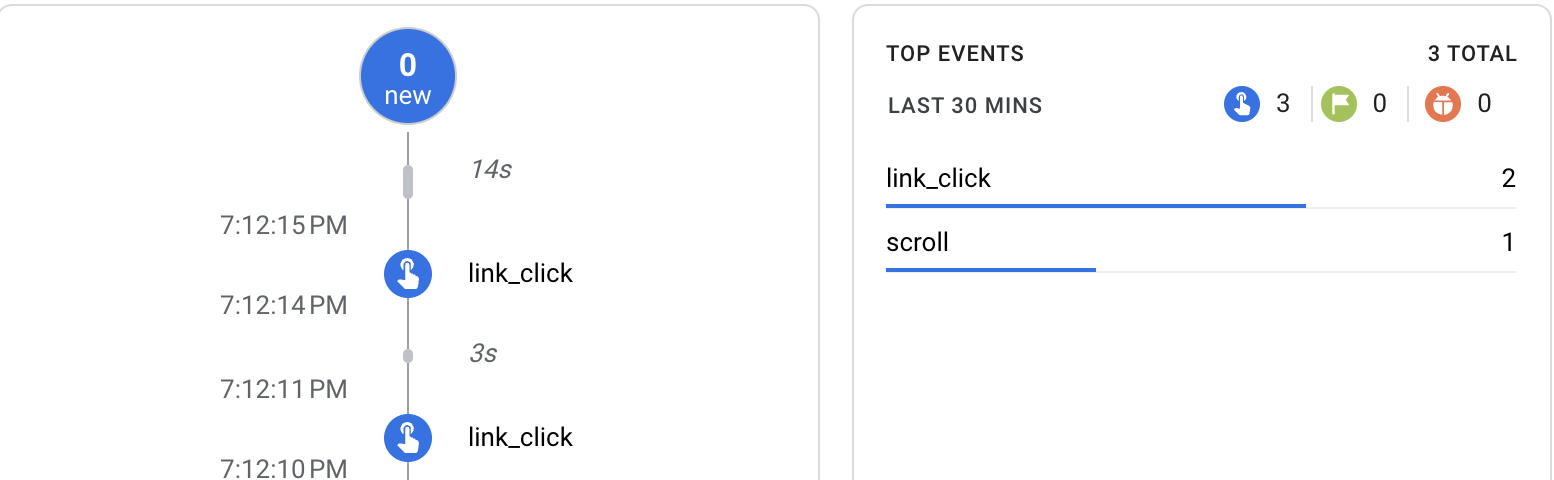 0
new
14s
7:12:15 PM
link_click
7:12:14 PM
3s
7:12:11 PM
link_click
7:12:10 PM
TOP EVENTS 3 TOTAL
LAST 30 MINS 3 0 0
link_click 2
scroll 1